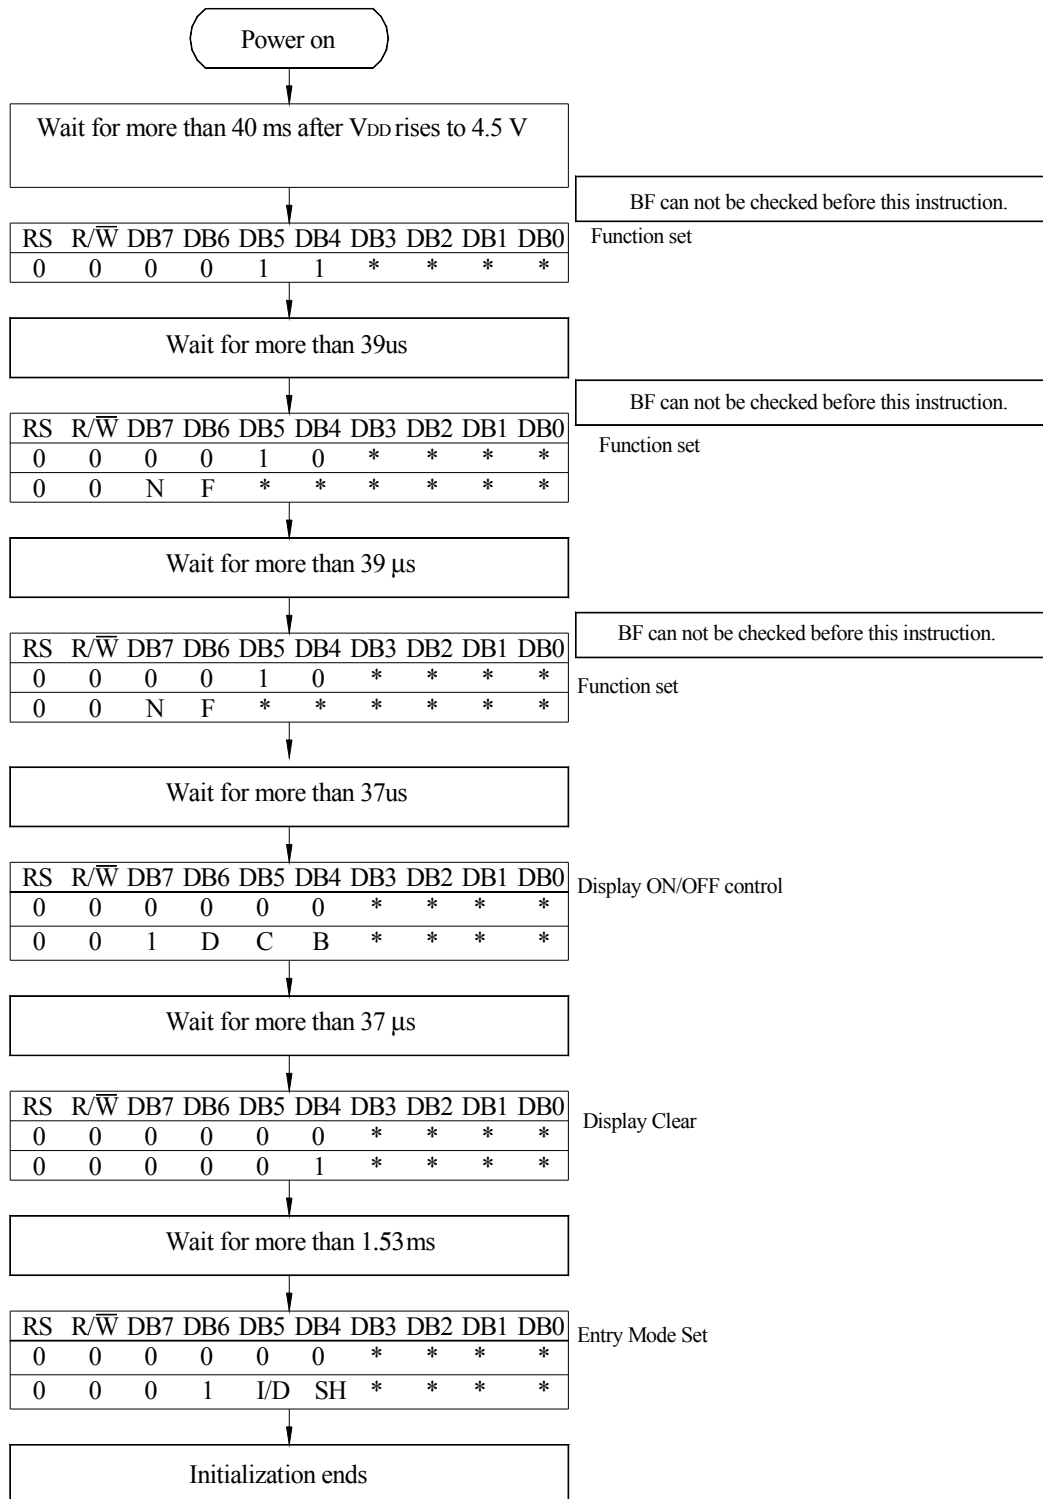 Power on
Wait for more than 40 ms after VDD rises to 4.5 V
BF can not be checked before this instruction.
RS R/W̅ DB7 DB6 DB5 DB4 DB3 DB2 DB1 DB0
Function set
0 0 0 0 1 1 * * * *
Wait for more than 39us
BF can not be checked before this instruction.
RS R/W̅ DB7 DB6 DB5 DB4 DB3 DB2 DB1 DB0
Function set
0 0 0 0 1 0 * * * *
0 0 N F * * * * * *
Wait for more than 39 μs
BF can not be checked before this instruction.
RS R/W̅ DB7 DB6 DB5 DB4 DB3 DB2 DB1 DB0
0 0 0 0 1 0 * * * *
Function set
0 0 N F * * * * * *
Wait for more than 37us
RS R/W̅ DB7 DB6 DB5 DB4 DB3 DB2 DB1 DB0
Display ON/OFF control
0 0 0 0 0 0 * * * *
0 0 1 D C B * * * *
Wait for more than 37 μs
RS R/W̅ DB7 DB6 DB5 DB4 DB3 DB2 DB1 DB0
Display Clear
0 0 0 0 0 0 * * * *
0 0 0 0 0 1 * * * *
Wait for more than 1.53ms
RS R/W̅ DB7 DB6 DB5 DB4 DB3 DB2 DB1 DB0
Entry Mode Set
0 0 0 0 0 0 * * * *
0 0 0 1 I/D SH * * * *
Initialization ends